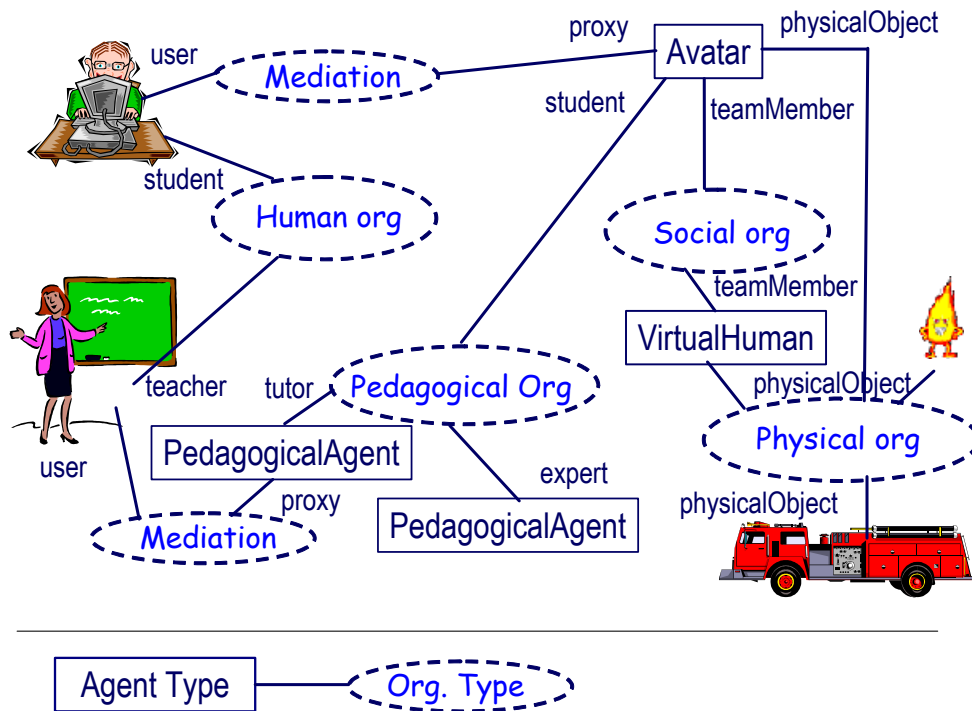 proxy
physicalObject
user
Avatar
Mediation
student
teamMember
student
Human org
Social org
teamMember
VirtualHuman
teacher
tutor
Pedagogical Org
physicalObject
Physical org
user
PedagogicalAgent
expert
proxy
physicalObject
Mediation
PedagogicalAgent
Agent Type
Org. Type